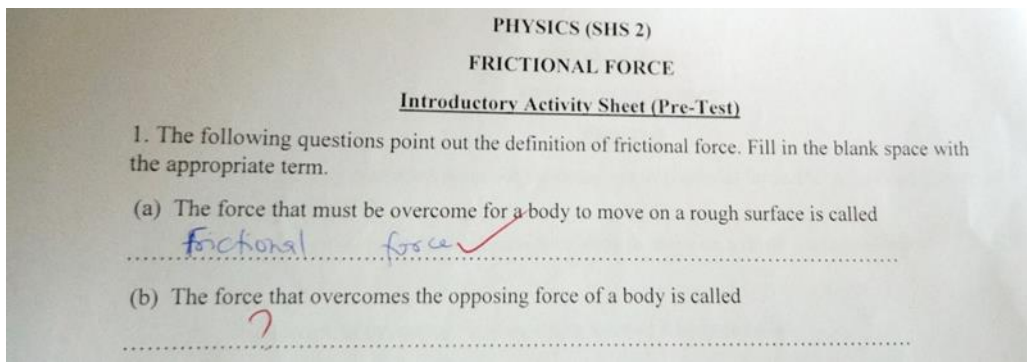 PHYSICS (SHS 2)
FRICTIONAL FORCE
Introductory Activity Sheet (Pre-Test)
1. The following questions point out the definition of frictional force. Fill in the blank space with
the appropriate term.
(a) The force that must be overcome for a body to move on a rough surface is called
frictional force
(b) The force that overcomes the opposing force of a body is called
?